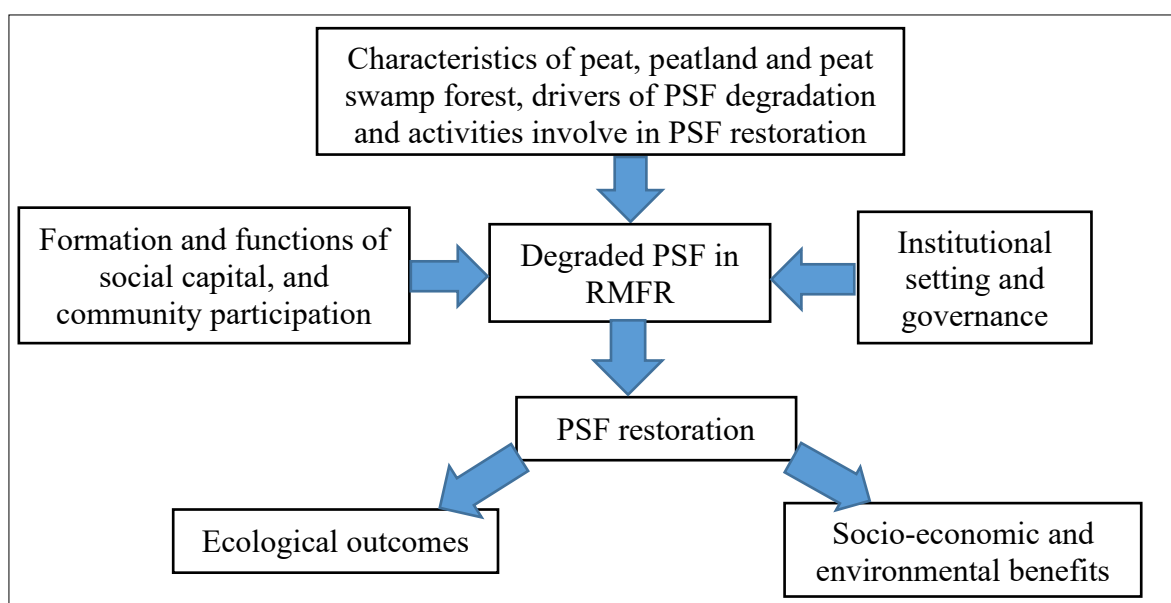 Characteristics of peat, peatland and peat
swamp forest, drivers of PSF degradation
and activities involve in PSF restoration
Formation and functions of
social capital, and
community participation
Degraded PSF in
RMFR
Institutional
setting and
governance
PSF restoration
Ecological outcomes
Socio-economic and
environmental benefits